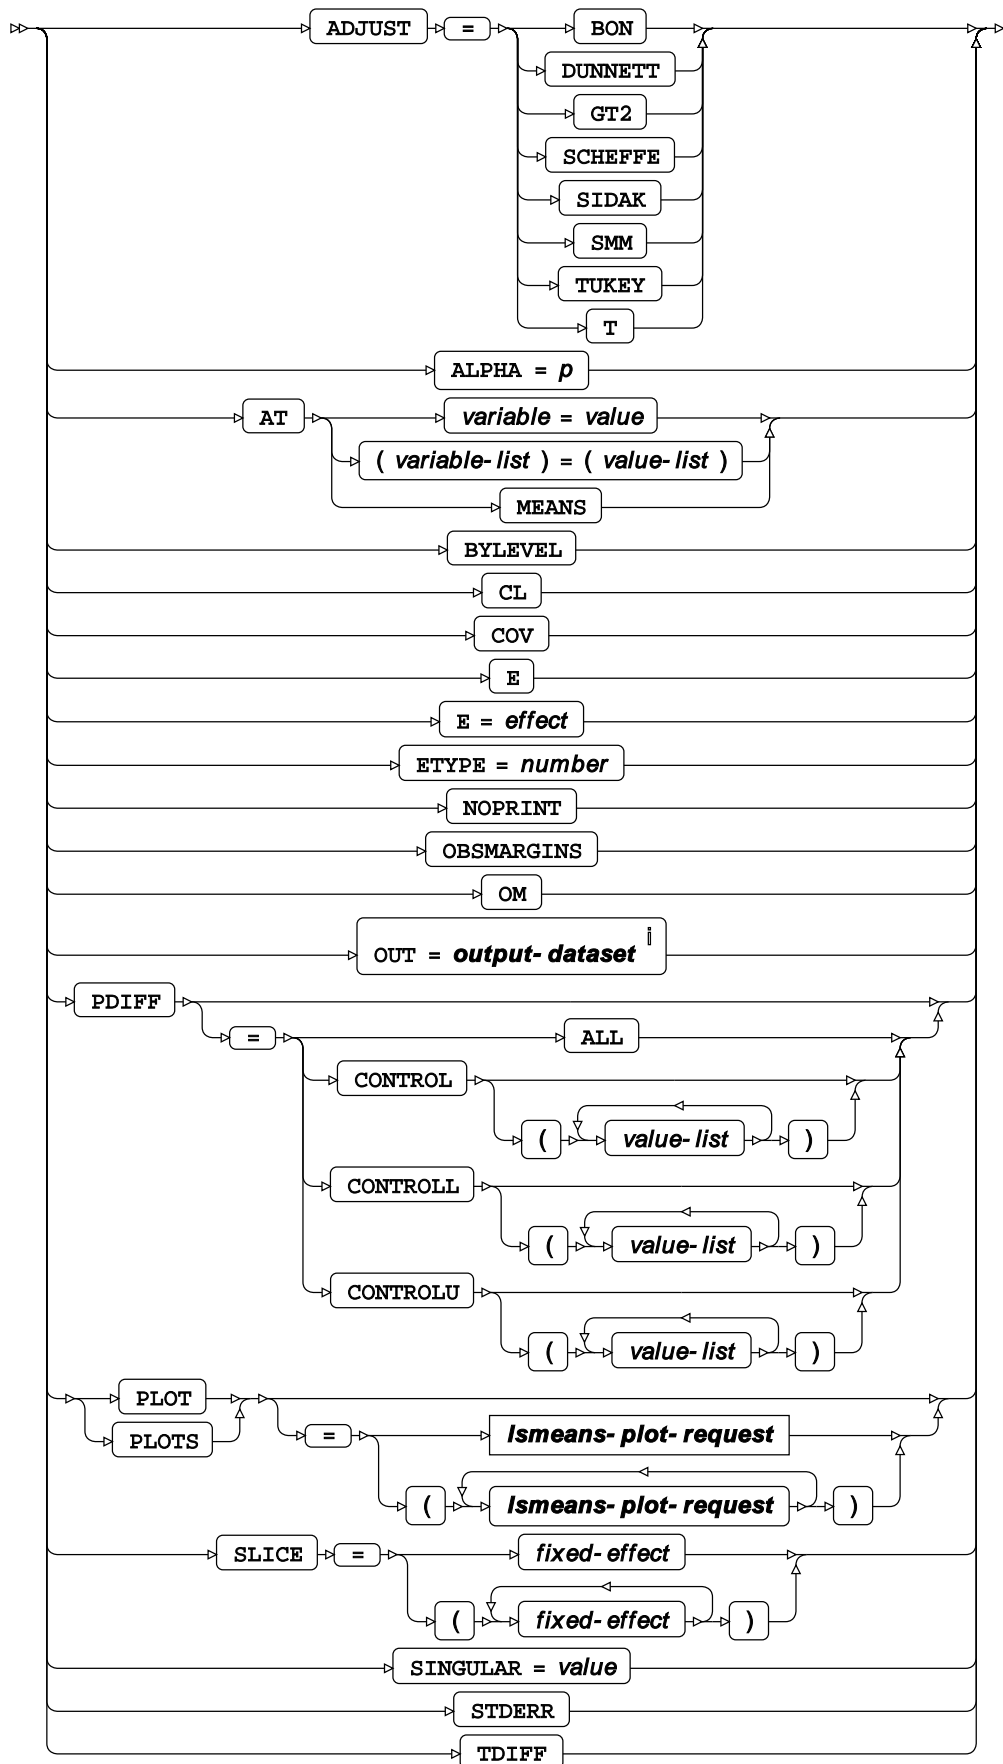 ADJUST = BON
DUNNETT
GT2
SCHEFFE
SIDAK
SMM
TUKEY
T
ALPHA = p
AT variable = value
( variable-list ) = ( value-list )
MEANS
BYLEVEL
CL
COV
E
E = effect
ETYPE = number
NOPRINT
OBSMARGINS
OM
OUT = output-dataset i
PDIFF
= ALL
CONTROL
( value-list )
CONTROLL
( value-list )
CONTROLU
( value-list )
PLOT
PLOTS
= lsmeans-plot-request
( lsmeans-plot-request )
SLICE = fixed-effect
( fixed-effect )
SINGULAR = value
STDERR
TDIFF